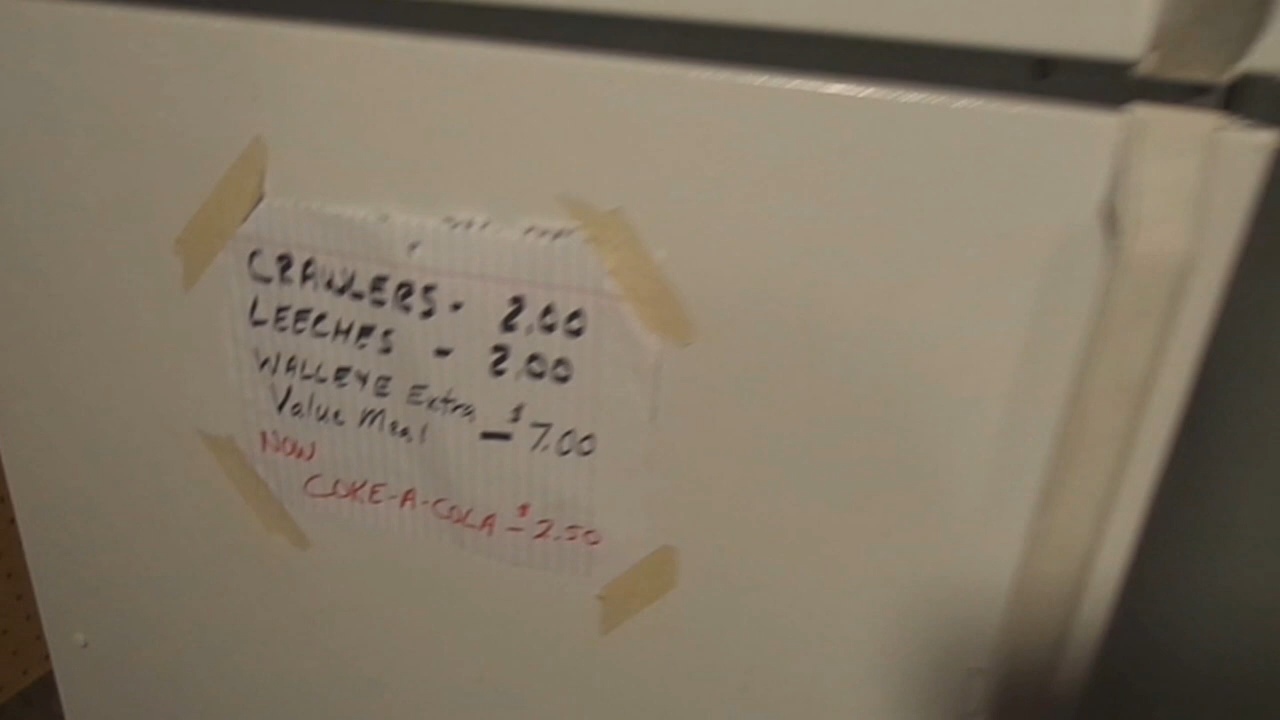 CRAWLERS - 2.00
LEECHES - 2.00
WALLEYE Extra
Value Meal - $7.00
NOW
COKE-A-COLA - $2.50